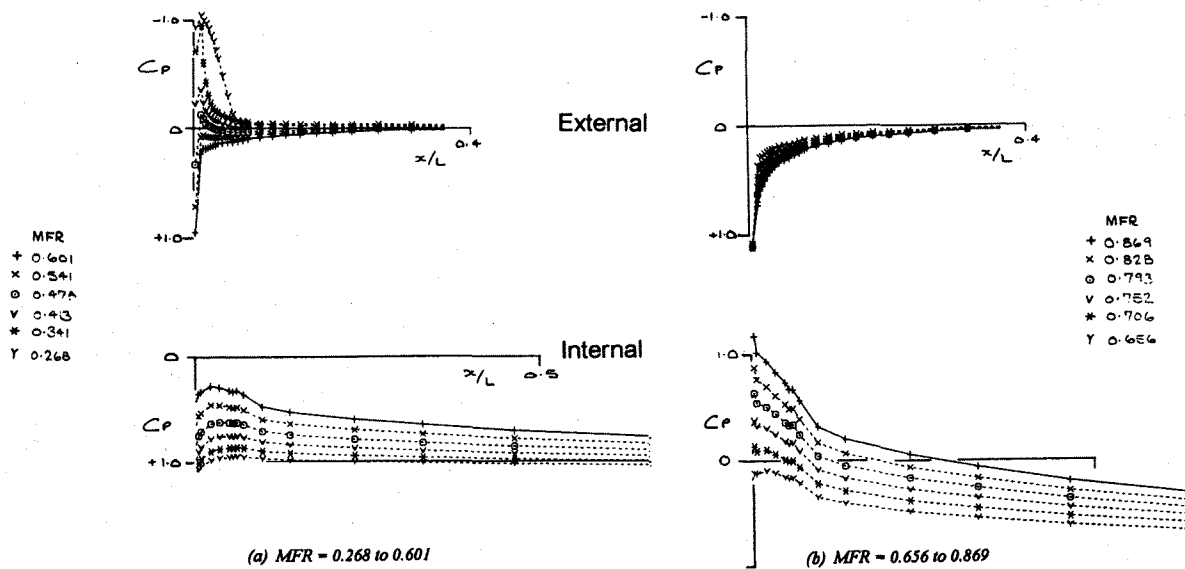 -1.0
CP
0
x/L
0.4
+1.0
External
-1.0
CP
0
x/L
0.4
+1.0
MFR
+ 0.601
× 0.541
⊙ 0.47A
∨ 0.413
* 0.341
Y 0.268
MFR
+ 0.869
× 0.828
⊙ 0.793
∨ 0.7E2
* 0.706
Y 0.6E6
0
x/L
0.5
CP
+1.0
Internal
1.0
CP
0
(a) MFR = 0.268 to 0.601
(b) MFR = 0.656 to 0.869